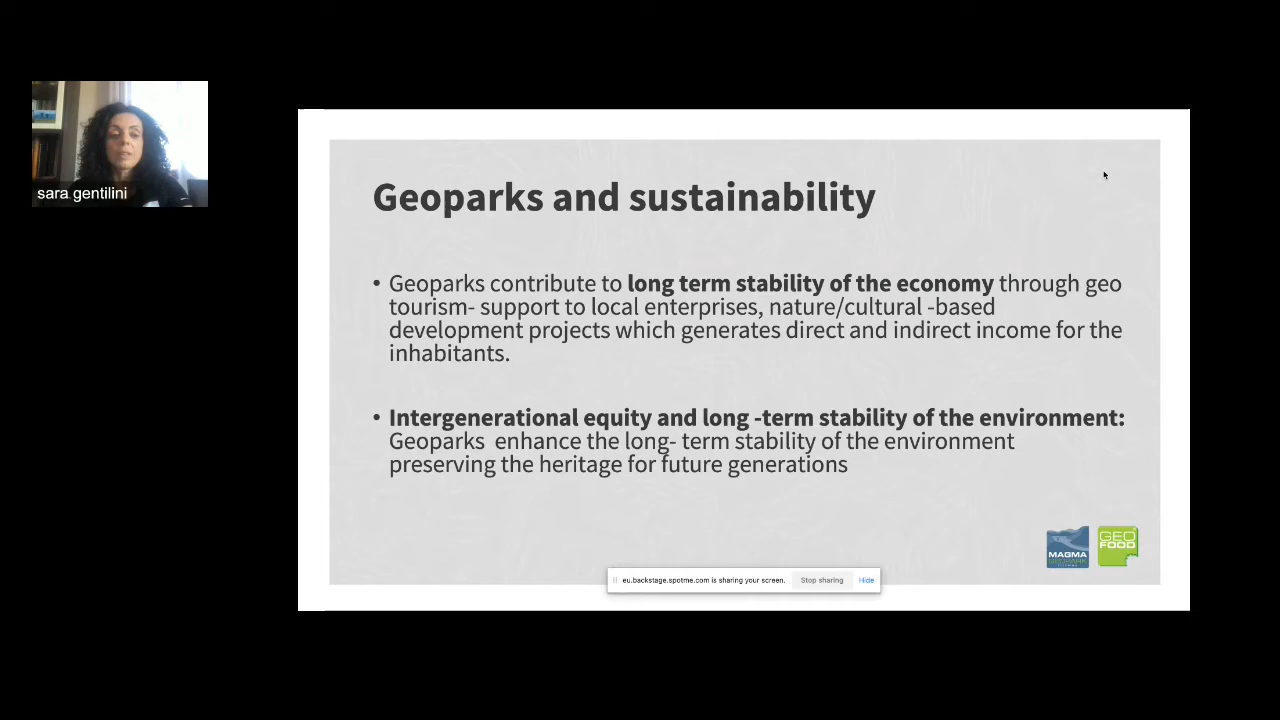 sara gentilini
Geoparks and sustainability
• Geoparks contribute to long term stability of the economy through geo
tourism- support to local enterprises, nature/cultural -based
development projects which generates direct and indirect income for the
inhabitants.
• Intergenerational equity and long -term stability of the environment:
Geoparks enhance the long- term stability of the environment
preserving the heritage for future generations
MAGMA
GEOPARK
GEO
FOOD
eu.backstage.spotme.com is sharing your screen. Stop sharing Hide